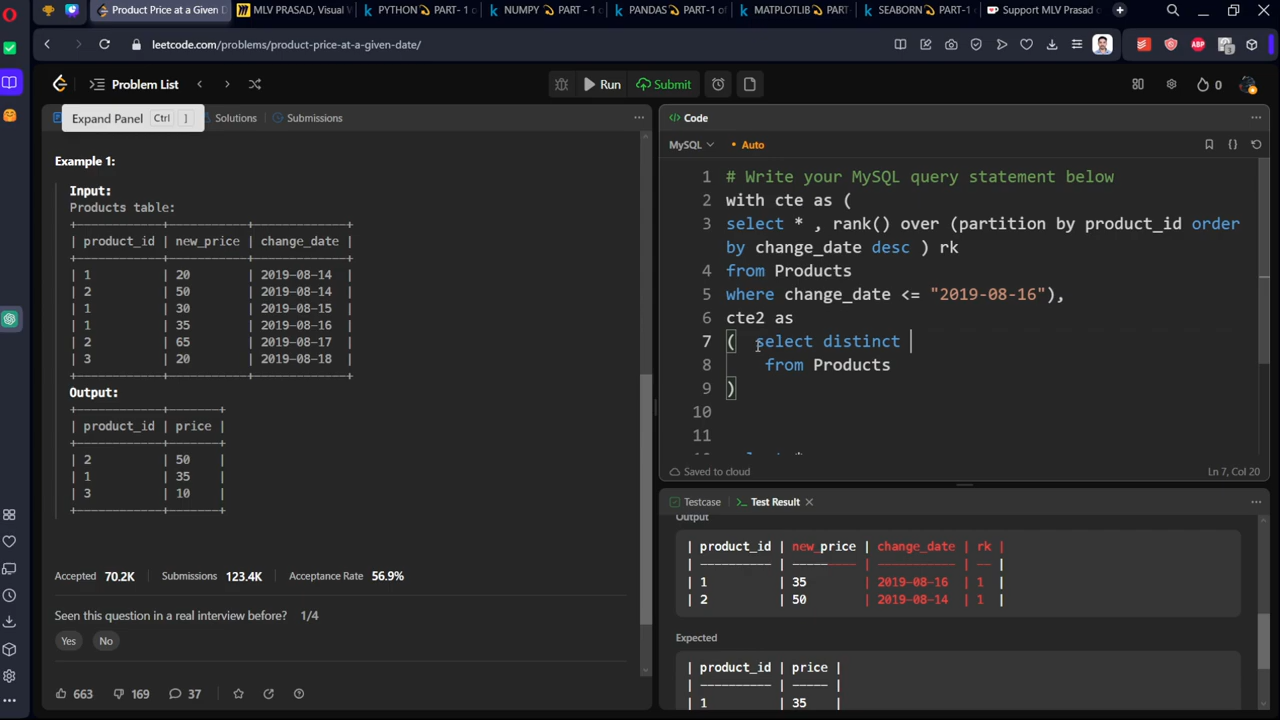 Product Price at a Given D
MLV PRASAD, Visual W
PYTHON PART- 1 o
NUMPY PART - 1 o
PANDAS PART-1 of
MATPLOTLIB PART-
SEABORN PART-1
Support MLV Prasad o
leetcode.com/problems/product-price-at-a-given-date/
Problem List
Run
Submit
0
Expand Panel Ctrl ]
Solutions
Submissions
Example 1:
Input:
Products table:
+------------+-----------+-------------+
| product_id | new_price | change_date |
+------------+-----------+-------------+
| 1 | 20 | 2019-08-14 |
| 2 | 50 | 2019-08-14 |
| 1 | 30 | 2019-08-15 |
| 1 | 35 | 2019-08-16 |
| 2 | 65 | 2019-08-17 |
| 3 | 20 | 2019-08-18 |
+------------+-----------+-------------+
Output:
+------------+-------+
| product_id | price |
+------------+-------+
| 2 | 50 |
| 1 | 35 |
| 3 | 10 |
+------------+-------+
Accepted 70.2K
Submissions 123.4K
Acceptance Rate 56.9%
Seen this question in a real interview before? 1/4
Yes
No
663
169
37
</> Code
MySQL
• Auto
1 # Write your MySQL query statement below
2 with cte as (
3 select * , rank() over (partition by product_id order
by change_date desc ) rk
4 from Products
5 where change_date <= "2019-08-16"),
6 cte2 as
7 ( select distinct
8 from Products
9 )
10
11
Saved to cloud
Ln 7, Col 20
Testcase
Test Result
Output
| product_id | new_price | change_date | rk |
| ---------- | --------- | ----------- | -- |
| 1 | 35 | 2019-08-16 | 1 |
| 2 | 50 | 2019-08-14 | 1 |
Expected
| product_id | price |
| ---------- | ----- |
| 1 | 35